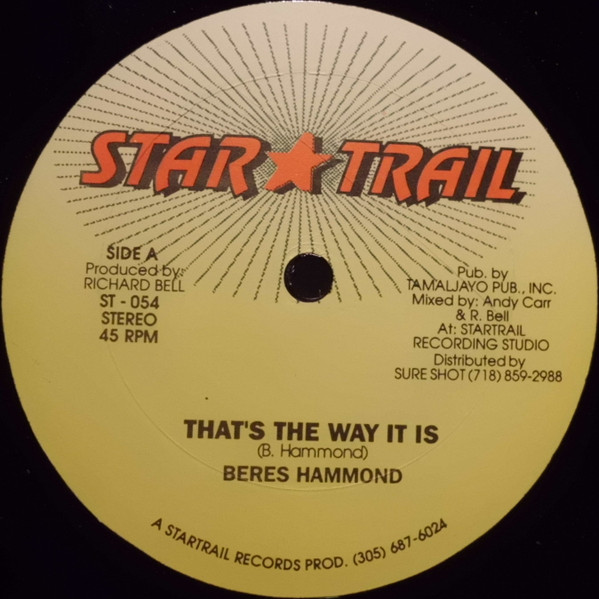 STAR★TRAIL
SIDE A
Produced by:
RICHARD BELL
ST - 054
STEREO
45 RPM
Pub. by
TAMALJAYO PUB., INC.
Mixed by: Andy Carr
& R. Bell
At: STARTRAIL
RECORDING STUDIO
Distributed by
SURE SHOT (718) 859-2988
THAT'S THE WAY IT IS
(B. Hammond)
BERES HAMMOND
A STARTRAIL RECORDS PROD. (305) 687-6024